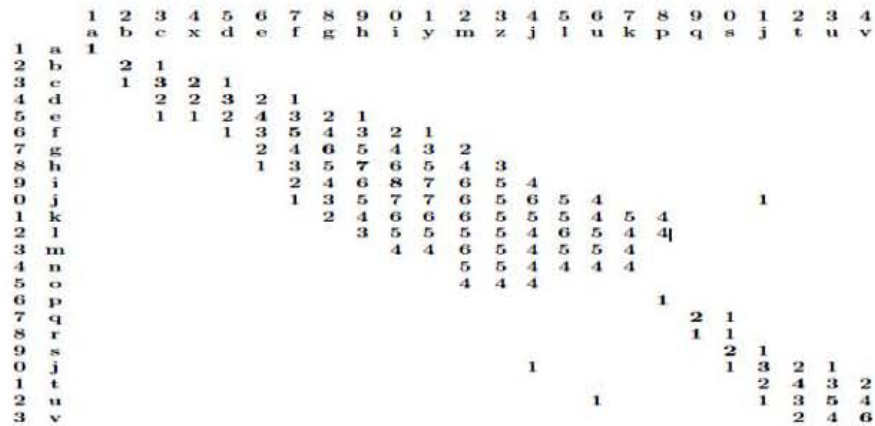 1 2 3 4 5 6 7 8 9 0 1 2 3 4 5 6 7 8 9 0 1 2 3 4
a b c x d e f g h i y m z j l u k p q s j t u v
1 a 1
2 b 2 1
3 c 1 3 2 1
4 d 2 2 3 2 1
5 e 1 1 2 4 3 2 1
6 f 1 3 5 4 3 2 1
7 g 2 4 6 5 4 3 2
8 h 1 3 5 7 6 5 4 3
9 i 2 4 6 8 7 6 5 4
0 j 1 3 5 7 7 6 5 6 5 4 1
1 k 2 4 6 6 6 5 5 5 4 5 4
2 l 3 5 5 5 5 4 6 5 4 4
3 m 4 4 6 5 4 5 5 4
4 n 5 5 4 4 4 4
5 o 4 4 4
6 p 1
7 q 2 1
8 r 1 1
9 s 2 1
0 j 1 1 3 2 1
1 t 2 4 3 2
2 u 1 1 3 5 4
3 v 2 4 6